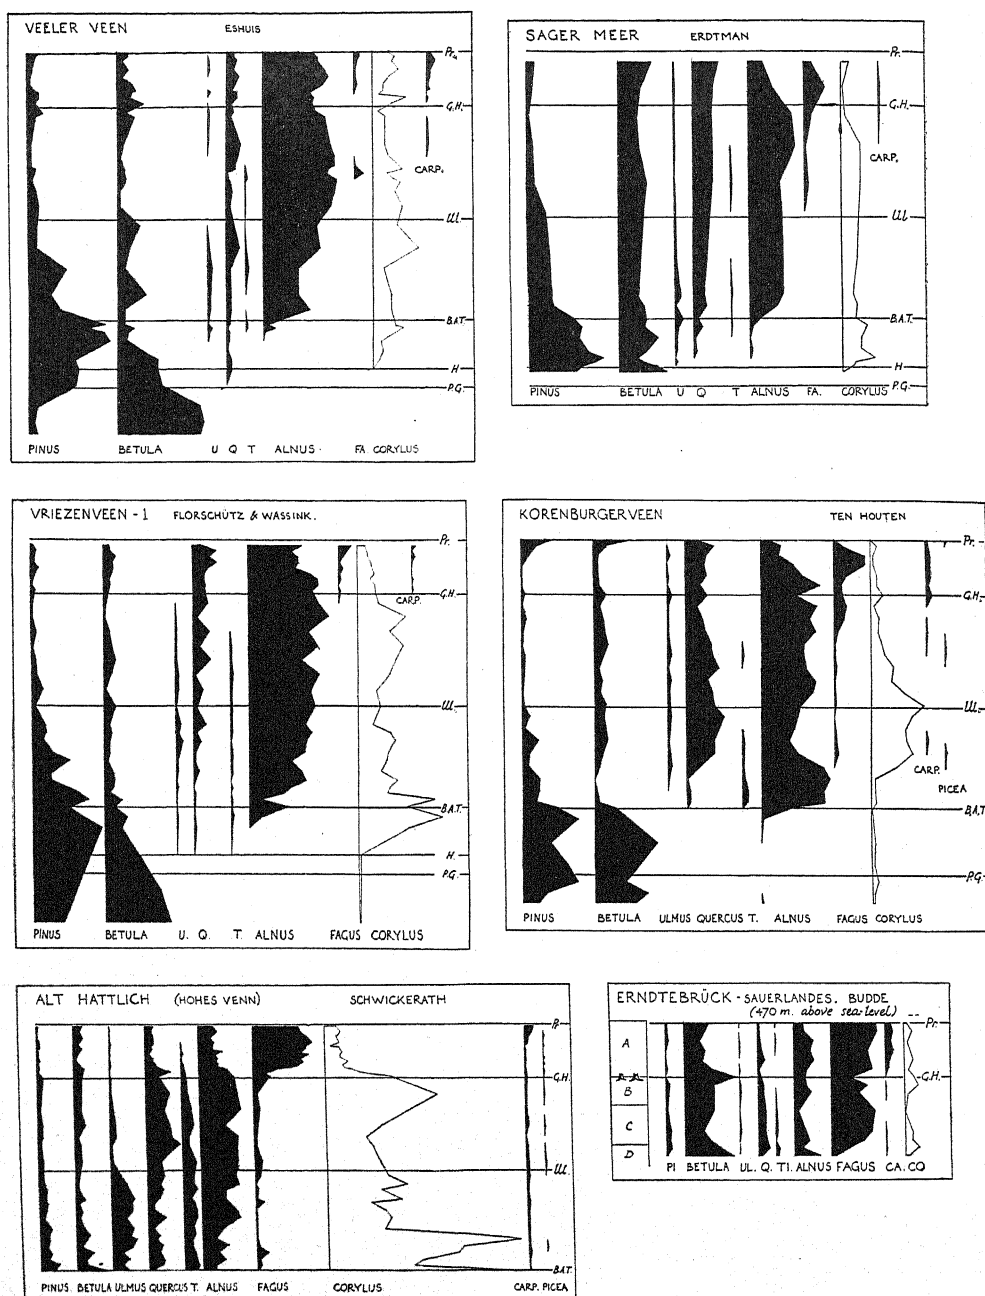 VEELER VEEN ESHUIS
Pr.
G.H.
CARP.
Ul.
B.A.T.
H
P.G.
PINUS BETULA U Q T ALNUS. FA. CORYLUS
SAGER MEER ERDTMAN
Pr.
G.H.
CARP.
Ul.
B.A.T.
H
P.G.
PINUS BETULA U Q T ALNUS FA. CORYLUS
VRIEZENVEEN - 1 FLORSCHÜTZ & WASSINK.
Pr.
G.H.
CARP.
Ul.
B.A.T.
H.
P.G.
PINUS BETULA U. Q. T. ALNUS FAGUS CORYLUS
KORENBURGERVEEN TEN HOUTEN
Pr.
G.H.
Ul.
CARP.
PICEA
B.A.T.
P.G.
PINUS BETULA ULMUS QUERCUS T. ALNUS FAGUS CORYLUS
ALT HATTLICH (HOHES VENN) SCHWICKERATH
Pr.
G.H.
Ul.
B.A.T.
PINUS. BETULA ULMUS QUERCUS T. ALNUS FAGUS CORYLUS CARP. PICEA
ERNDTEBRÜCK - SAUERLANDES. BUDDE
(470 m. above sea-level)
Pr.
A
G.H.
B
C
D
PI BETULA UL. Q. TI. ALNUS FAGUS CA. CO